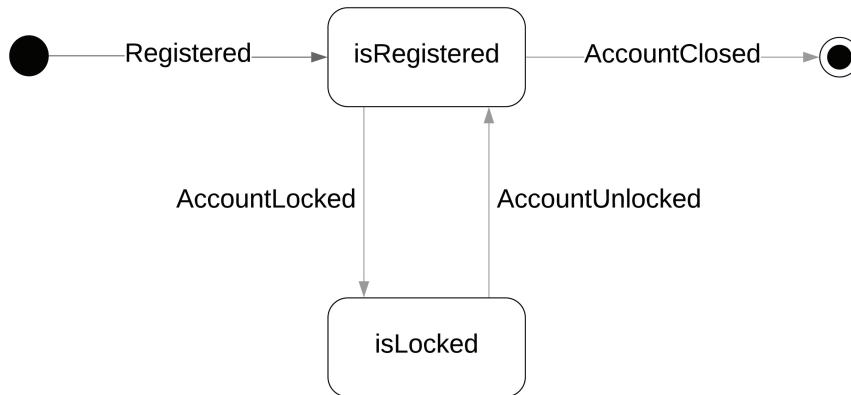 Registered
isRegistered
AccountClosed
AccountLocked
AccountUnlocked
isLocked